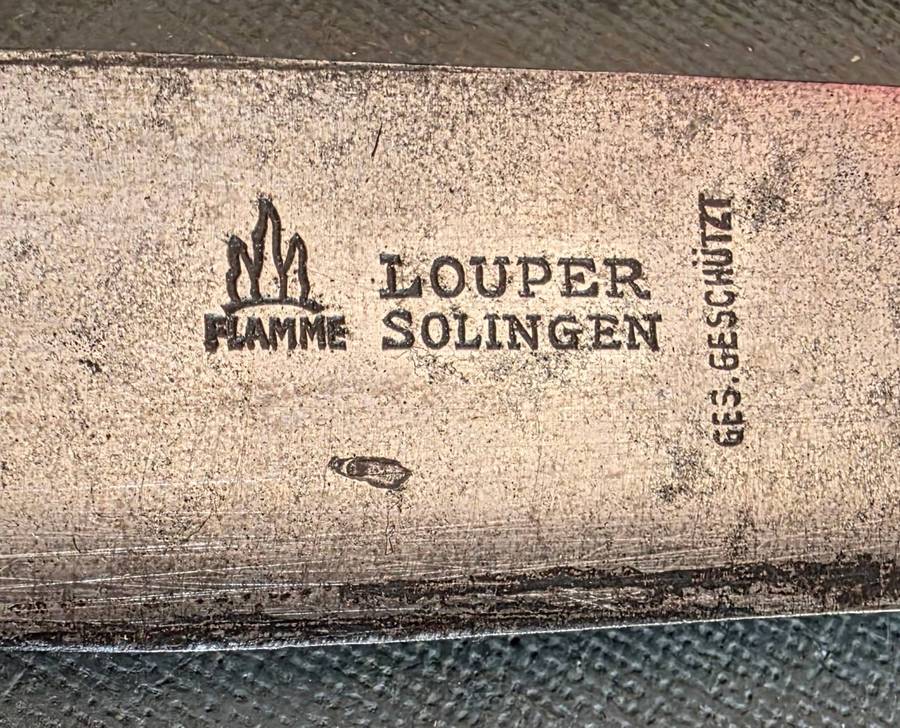 FLAMME
LOUPER
SOLINGEN
GES. GESCHÜTZT